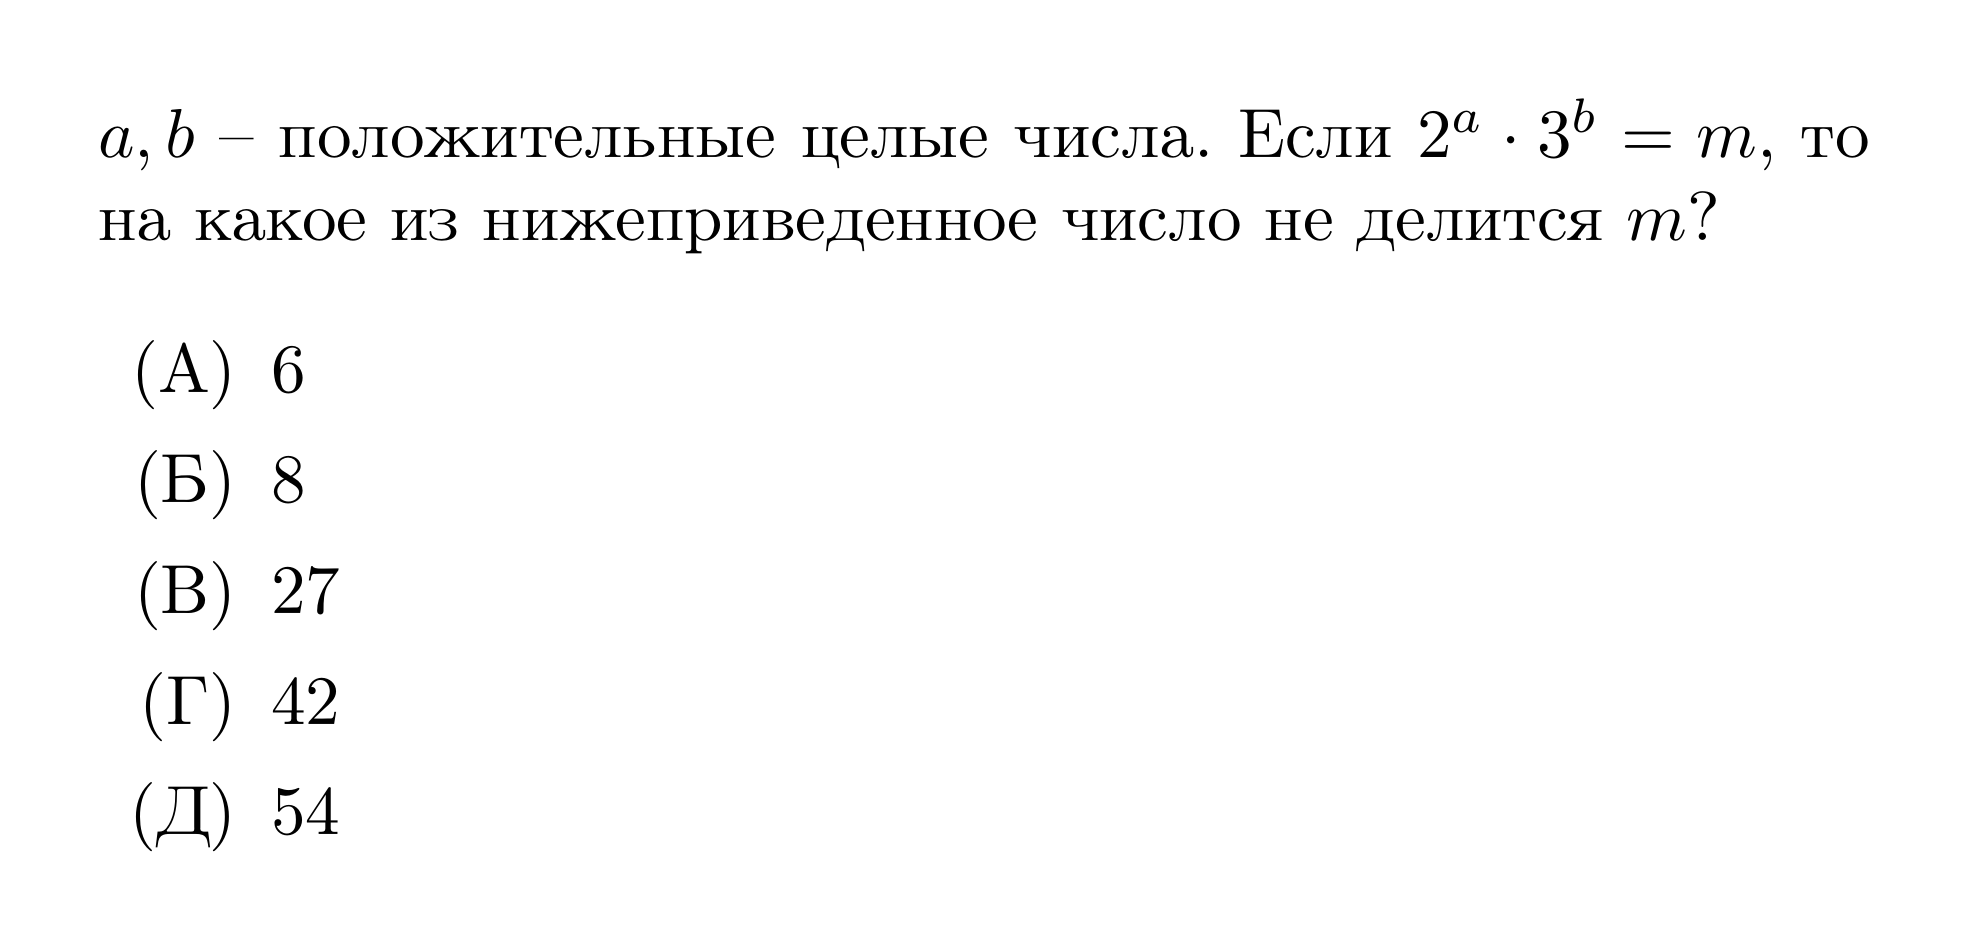 a, b – положительные целые числа. Если 2^a · 3^b = m, то
на какое из нижеприведенное число не делится m?
(А) 6
(Б) 8
(В) 27
(Г) 42
(Д) 54